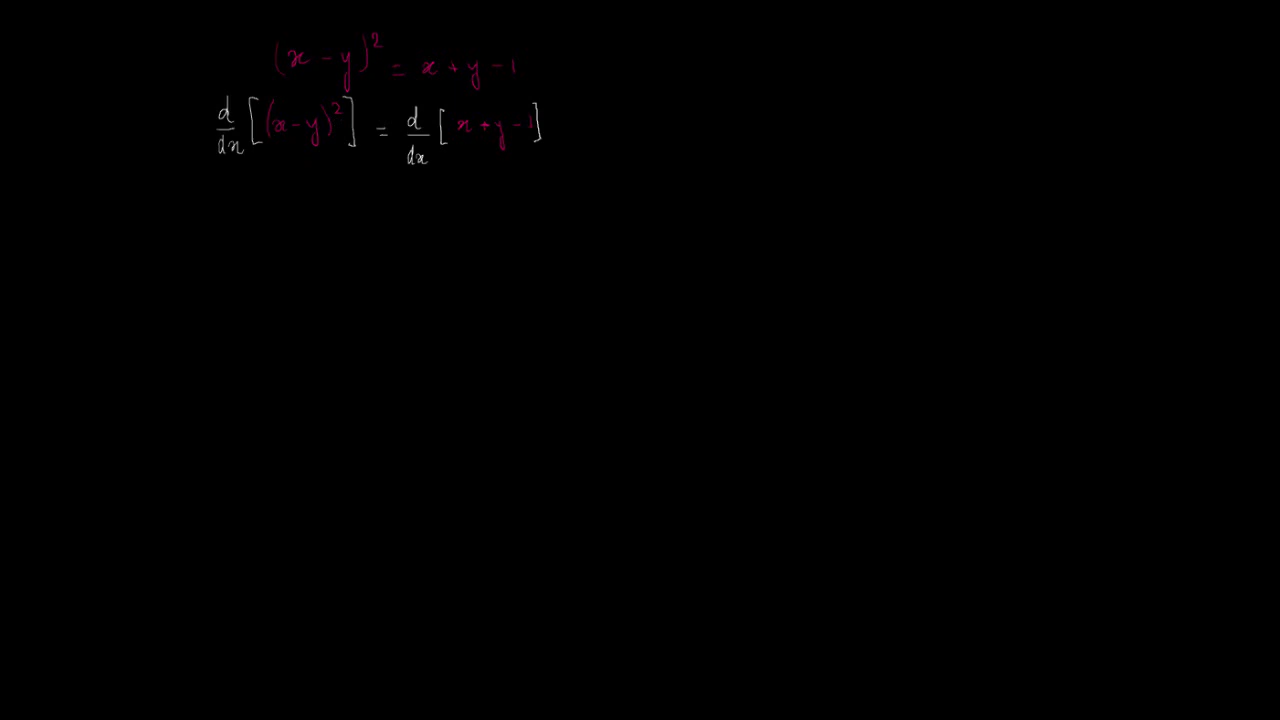 (x - y)² = x + y - 1
d/dx [(x - y)²] = d/dx [x + y - 1]